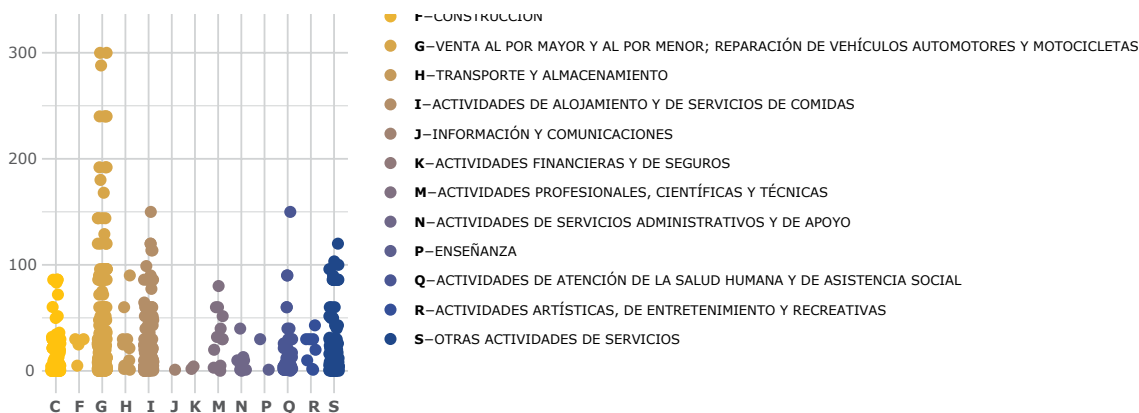 F–CONSTRUCCIÓN
G–VENTA AL POR MAYOR Y AL POR MENOR; REPARACIÓN DE VEHÍCULOS AUTOMOTORES Y MOTOCICLETAS
H–TRANSPORTE Y ALMACENAMIENTO
I–ACTIVIDADES DE ALOJAMIENTO Y DE SERVICIOS DE COMIDAS
J–INFORMACIÓN Y COMUNICACIONES
K–ACTIVIDADES FINANCIERAS Y DE SEGUROS
M–ACTIVIDADES PROFESIONALES, CIENTÍFICAS Y TÉCNICAS
N–ACTIVIDADES DE SERVICIOS ADMINISTRATIVOS Y DE APOYO
P–ENSEÑANZA
Q–ACTIVIDADES DE ATENCIÓN DE LA SALUD HUMANA Y DE ASISTENCIA SOCIAL
R–ACTIVIDADES ARTÍSTICAS, DE ENTRETENIMIENTO Y RECREATIVAS
S–OTRAS ACTIVIDADES DE SERVICIOS
300
200
100
0
C F G H I J K M N P Q R S